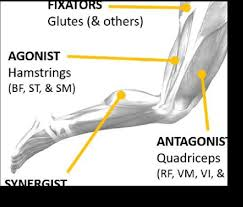 FIXATORS
Glutes (& others)
AGONIST
Hamstrings
(BF, ST, & SM)
ANTAGONIST
Quadriceps
(RF, VM, VI, &
SYNERGIST